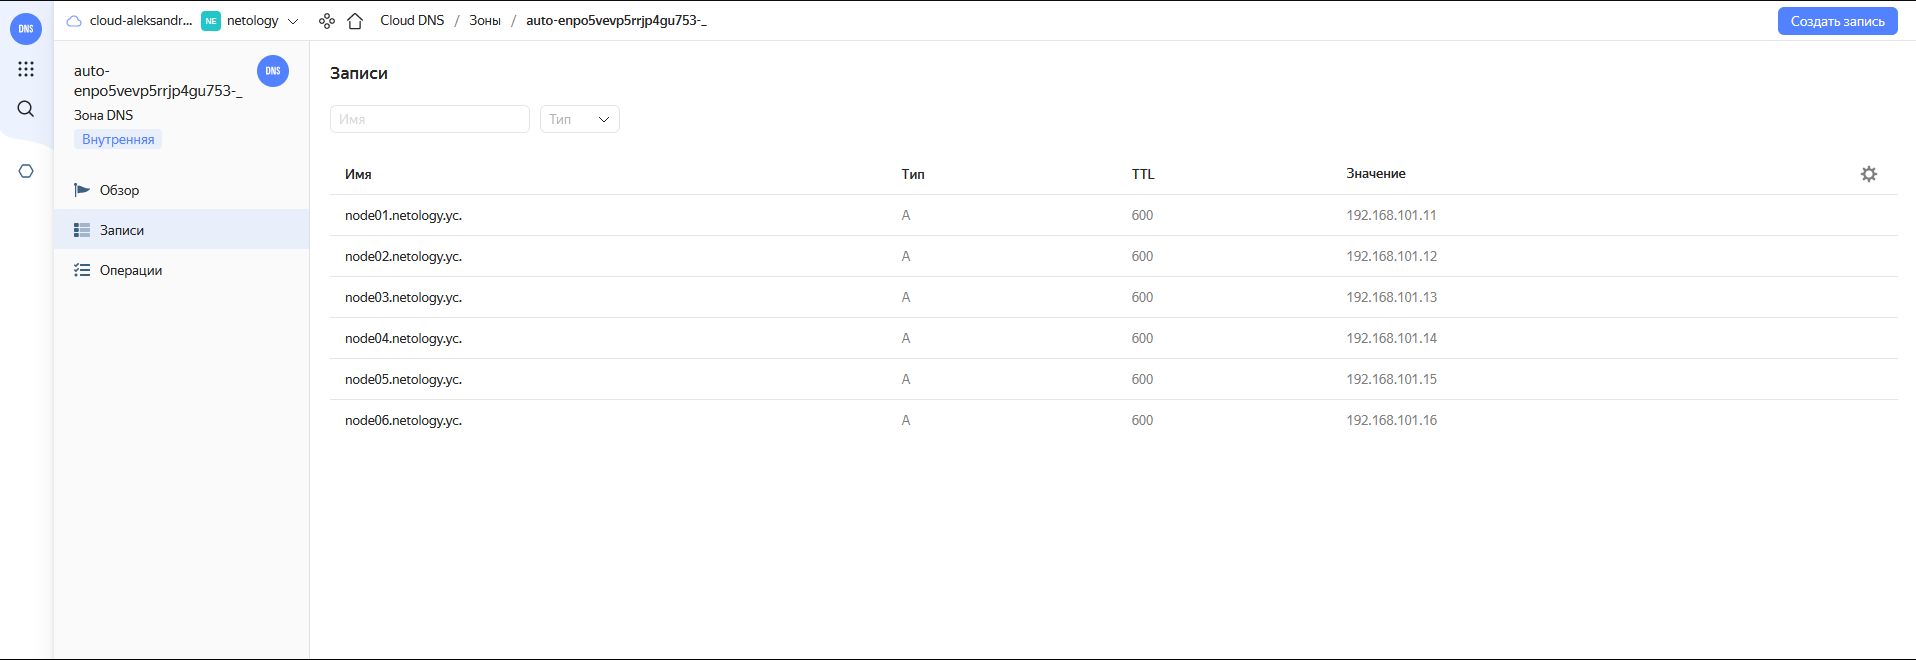 DNS
cloud-aleksandr... NE netology
Cloud DNS / Зоны / auto-enpo5vevp5rrjp4gu753-_
Создать запись
auto-
enpo5vevp5rrjp4gu753-_
DNS
Зона DNS
Внутренняя
Обзор
Записи
Операции
Записи
Имя
Тип
Имя Тип TTL Значение
node01.netology.yc. A 600 192.168.101.11
node02.netology.yc. A 600 192.168.101.12
node03.netology.yc. A 600 192.168.101.13
node04.netology.yc. A 600 192.168.101.14
node05.netology.yc. A 600 192.168.101.15
node06.netology.yc. A 600 192.168.101.16